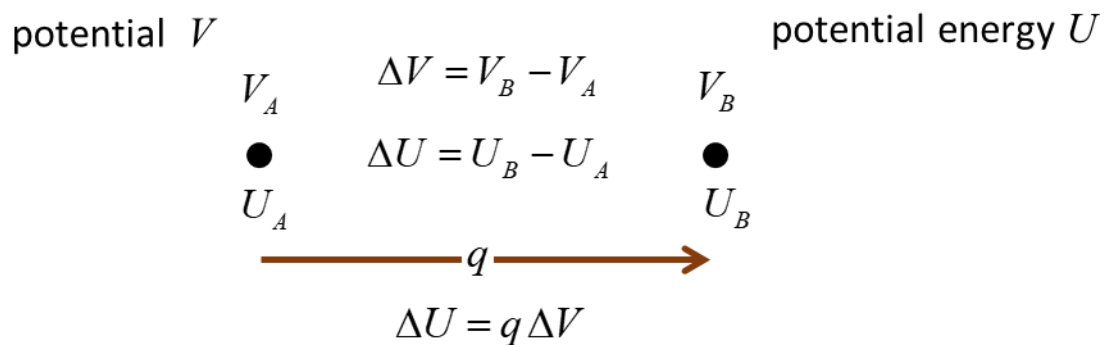 potential V
potential energy U
ΔV = V_B − V_A
V_A
V_B
ΔU = U_B − U_A
U_A
U_B
q
ΔU = q ΔV